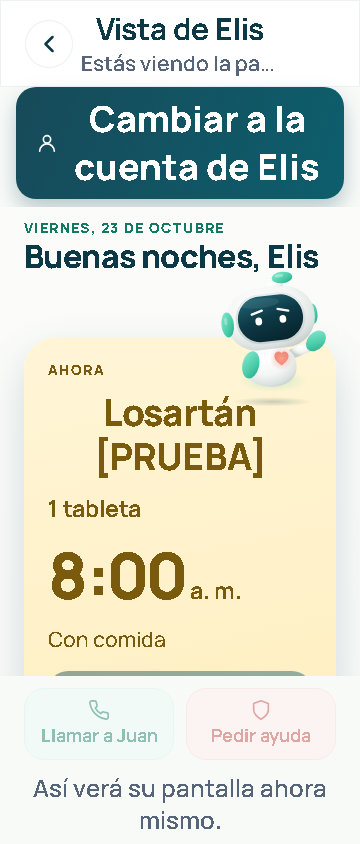 Vista de Elis
Estás viendo la pa...
Cambiar a la
cuenta de Elis
VIERNES, 23 DE OCTUBRE
Buenas noches, Elis
AHORA
Losartán
[PRUEBA]
1 tableta
8:00 a. m.
Con comida
Llamar a Juan
Pedir ayuda
Así verá su pantalla ahora
mismo.